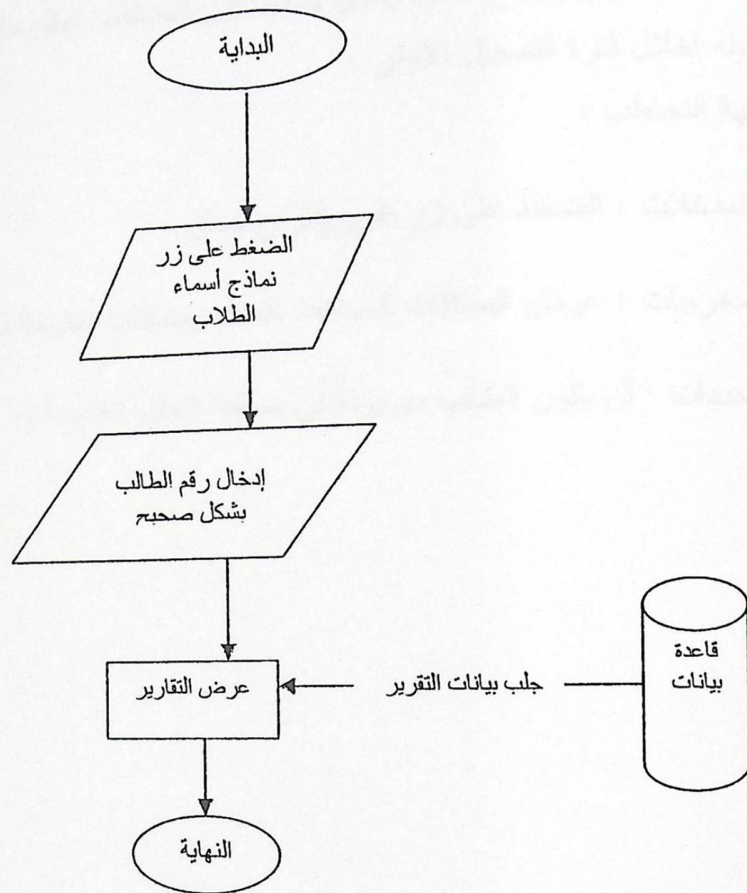 البداية
الضغط على زر
نماذج أسماء
الطلاب
إدخال رقم الطالب
بشكل صحيح
قاعدة
بيانات
عرض التقارير
جلب بيانات التقرير
النهاية